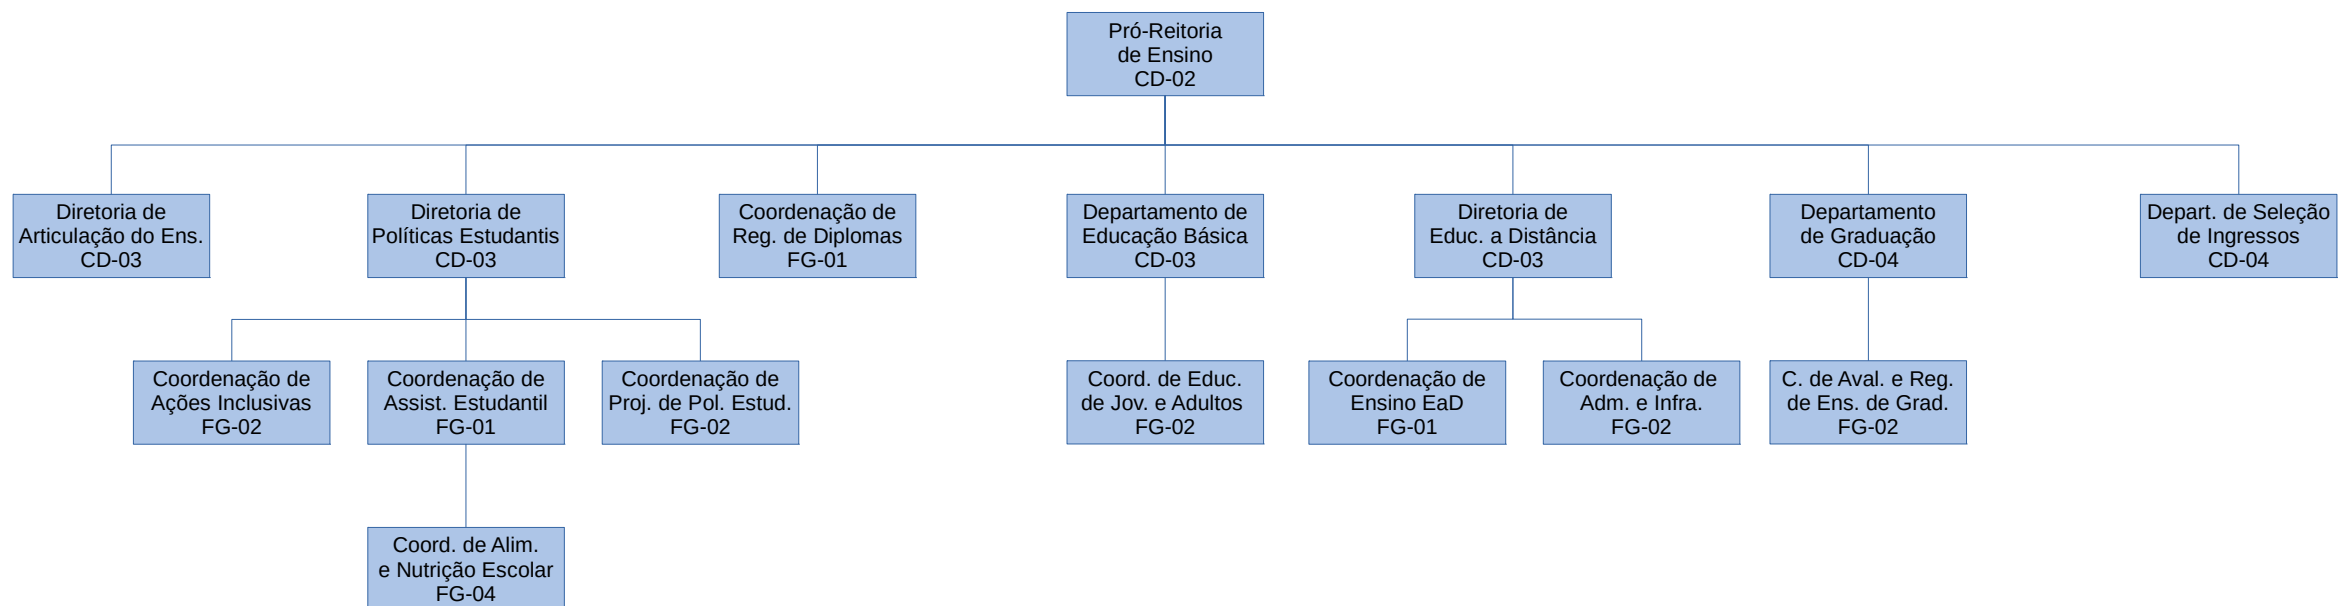 Pró-Reitoria
de Ensino
CD-02
Diretoria de
Articulação do Ens.
CD-03
Diretoria de
Políticas Estudantis
CD-03
Coordenação de
Reg. de Diplomas
FG-01
Departamento de
Educação Básica
CD-03
Diretoria de
Educ. a Distância
CD-03
Departamento
de Graduação
CD-04
Depart. de Seleção
de Ingressos
CD-04
Coordenação de
Ações Inclusivas
FG-02
Coordenação de
Assist. Estudantil
FG-01
Coordenação de
Proj. de Pol. Estud.
FG-02
Coord. de Educ.
de Jov. e Adultos
FG-02
Coordenação de
Ensino EaD
FG-01
Coordenação de
Adm. e Infra.
FG-02
C. de Aval. e Reg.
de Ens. de Grad.
FG-02
Coord. de Alim.
e Nutrição Escolar
FG-04